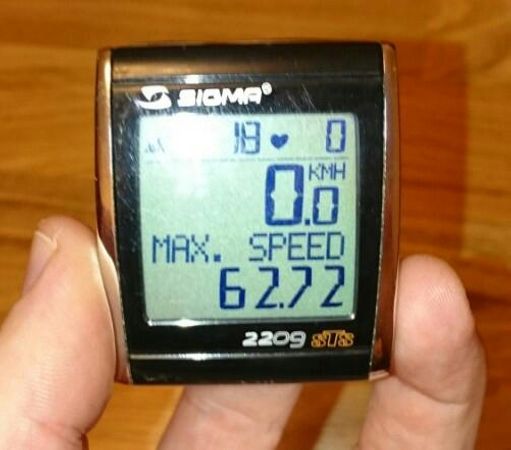 SIGMA®
18 0
KMH
0.0
MAX. SPEED
62.72
2209 STS